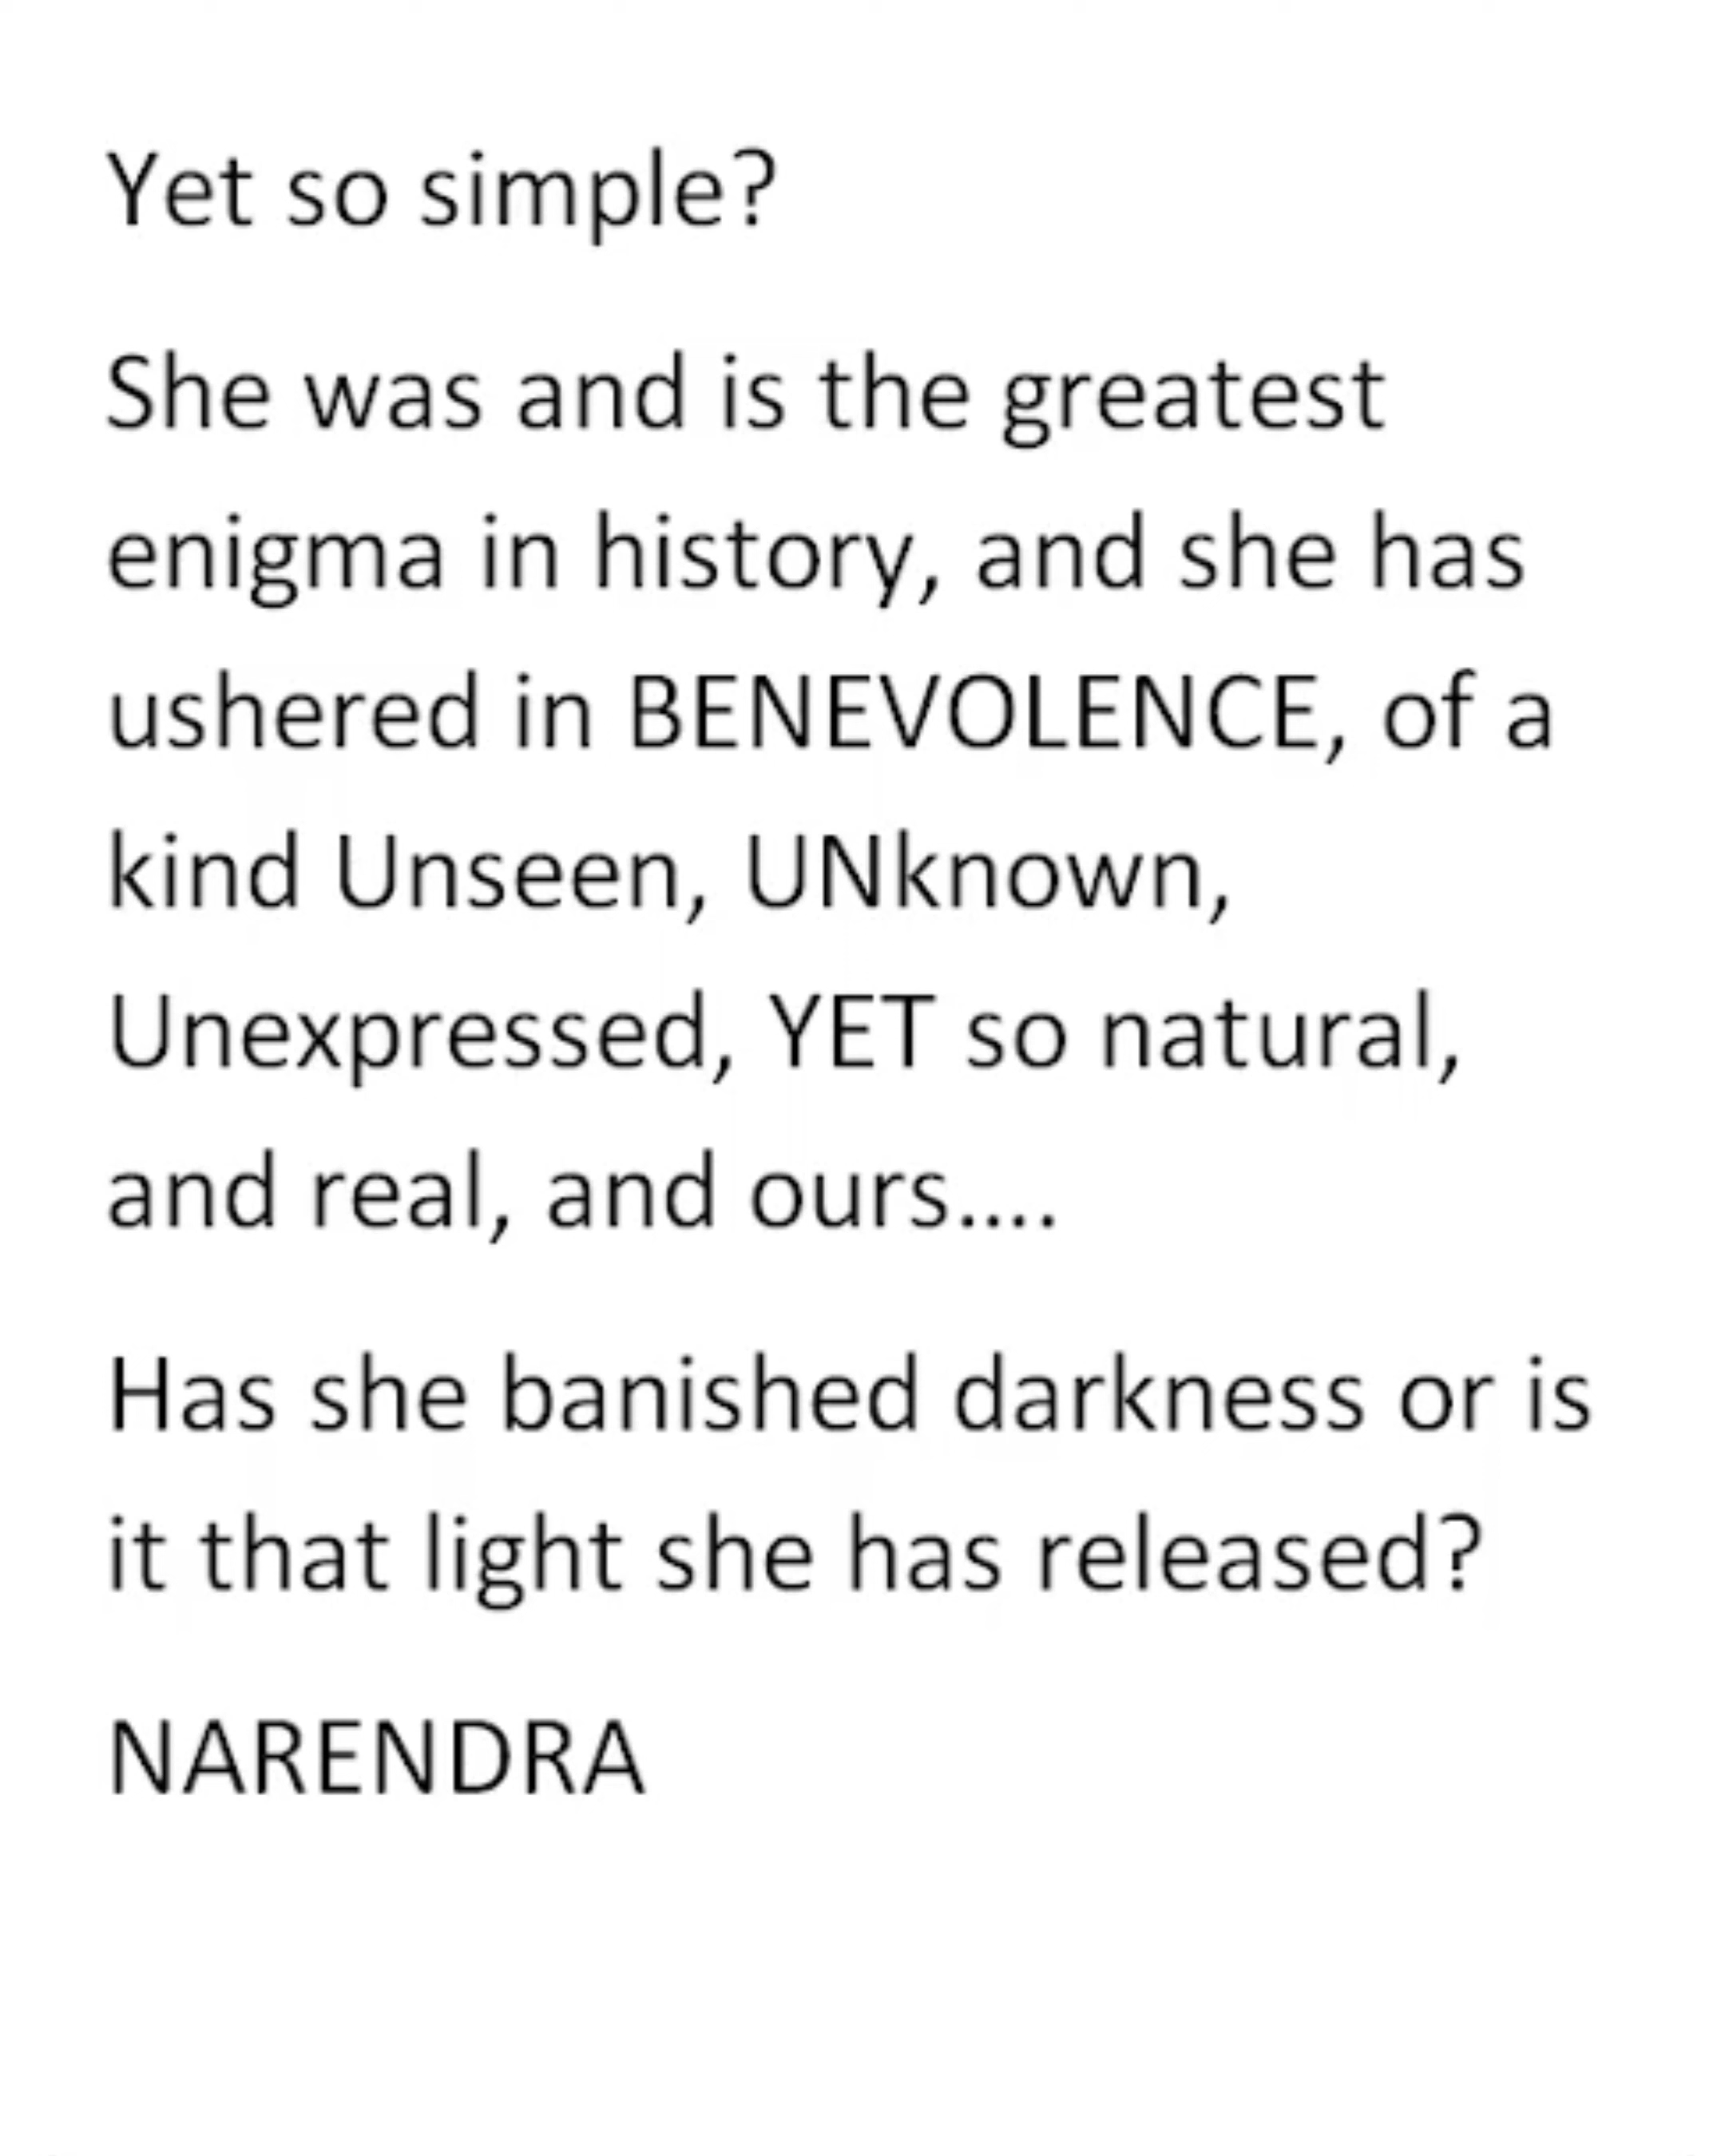 Yet so simple?
She was and is the greatest
enigma in history, and she has
ushered in BENEVOLENCE, of a
kind Unseen, UNknown,
Unexpressed, YET so natural,
and real, and ours....
Has she banished darkness or is
it that light she has released?
NARENDRA